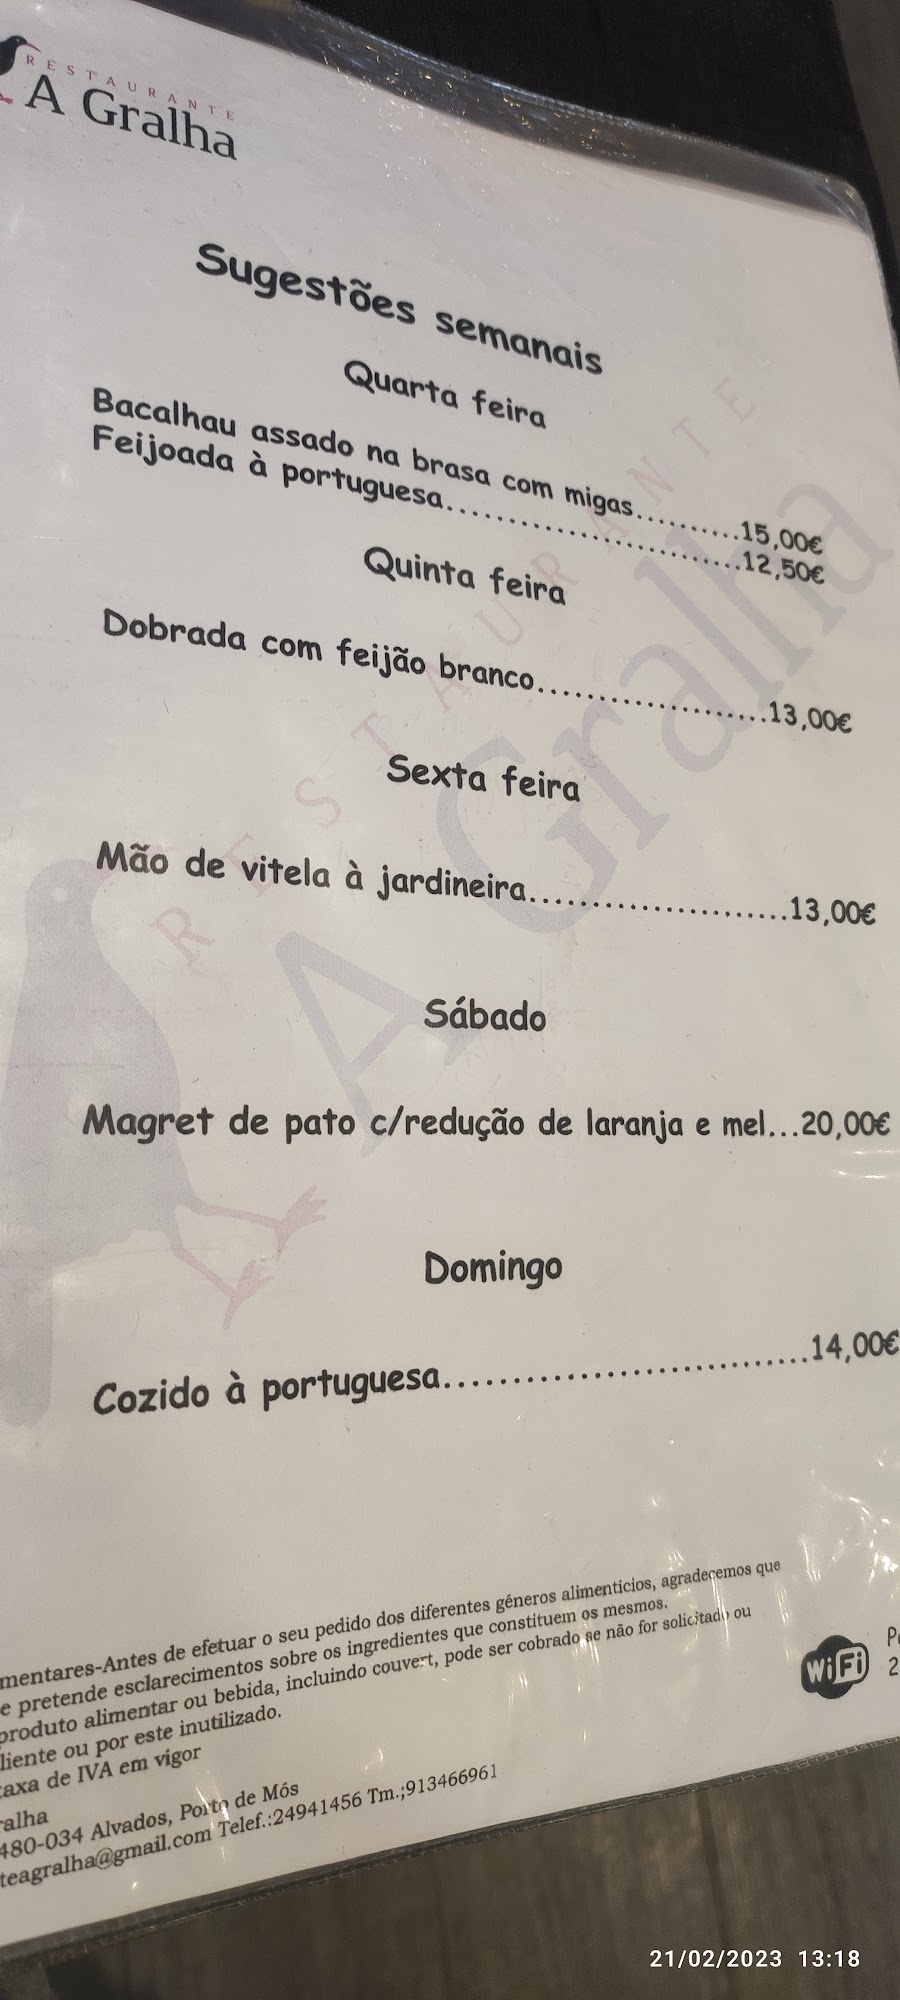 RESTAURANTE
A Gralha
Sugestões semanais
Quarta feira
Bacalhau assado na brasa com migas..........15,00€
Feijoada à portuguesa..............................12,50€
Quinta feira
Dobrada com feijão branco.......................13,00€
Sexta feira
Mão de vitela à jardineira.......................13,00€
Sábado
Magret de pato c/redução de laranja e mel...20,00€
Domingo
Cozido à portuguesa..............................14,00€
RESTAURANTE
A Gralha
mentares-Antes de efetuar o seu pedido dos diferentes géneros alimentícios, agradecemos que
e pretende esclarecimentos sobre os ingredientes que constituem os mesmos.
produto alimentar ou bebida, incluindo couvert, pode ser cobrado se não for solicitado ou
liente ou por este inutilizado.
taxa de IVA em vigor
ralha
480-034 Alvados, Porto de Mós
teagralha@gmail.com Telef.:24941456 Tm.;913466961
WiFi
21/02/2023 13:18